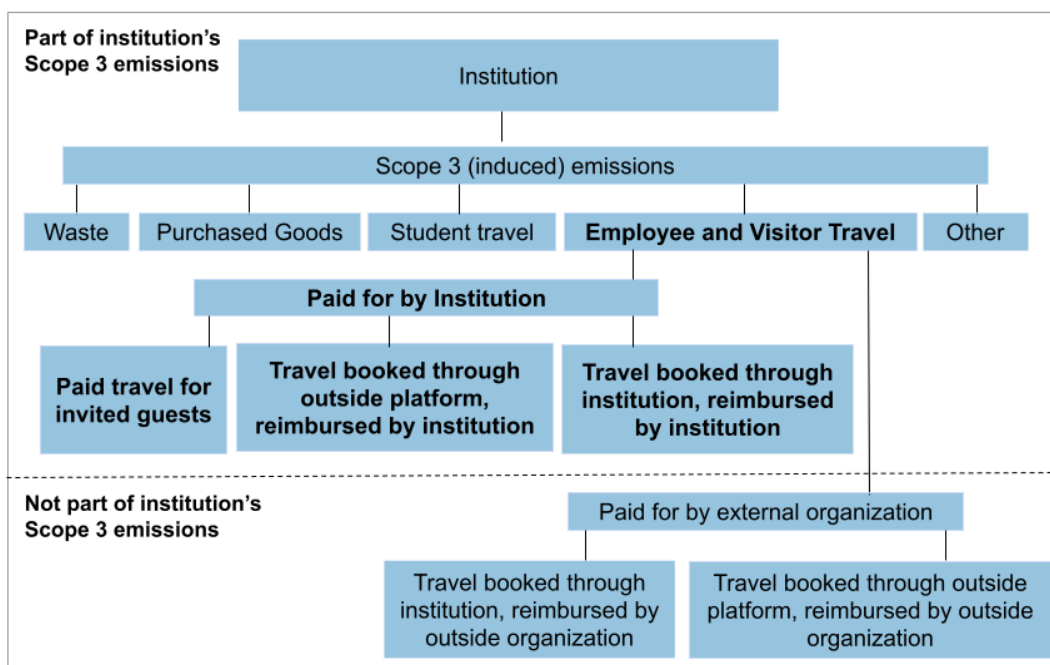 Part of institution's
Scope 3 emissions
Institution
Scope 3 (induced) emissions
Waste
Purchased Goods
Student travel
Employee and Visitor Travel
Other
Paid for by Institution
Paid travel for
invited guests
Travel booked through
outside platform,
reimbursed by institution
Travel booked through
institution, reimbursed
by institution
Not part of institution's
Scope 3 emissions
Paid for by external organization
Travel booked through
institution, reimbursed by
outside organization
Travel booked through outside
platform, reimbursed by outside
organization